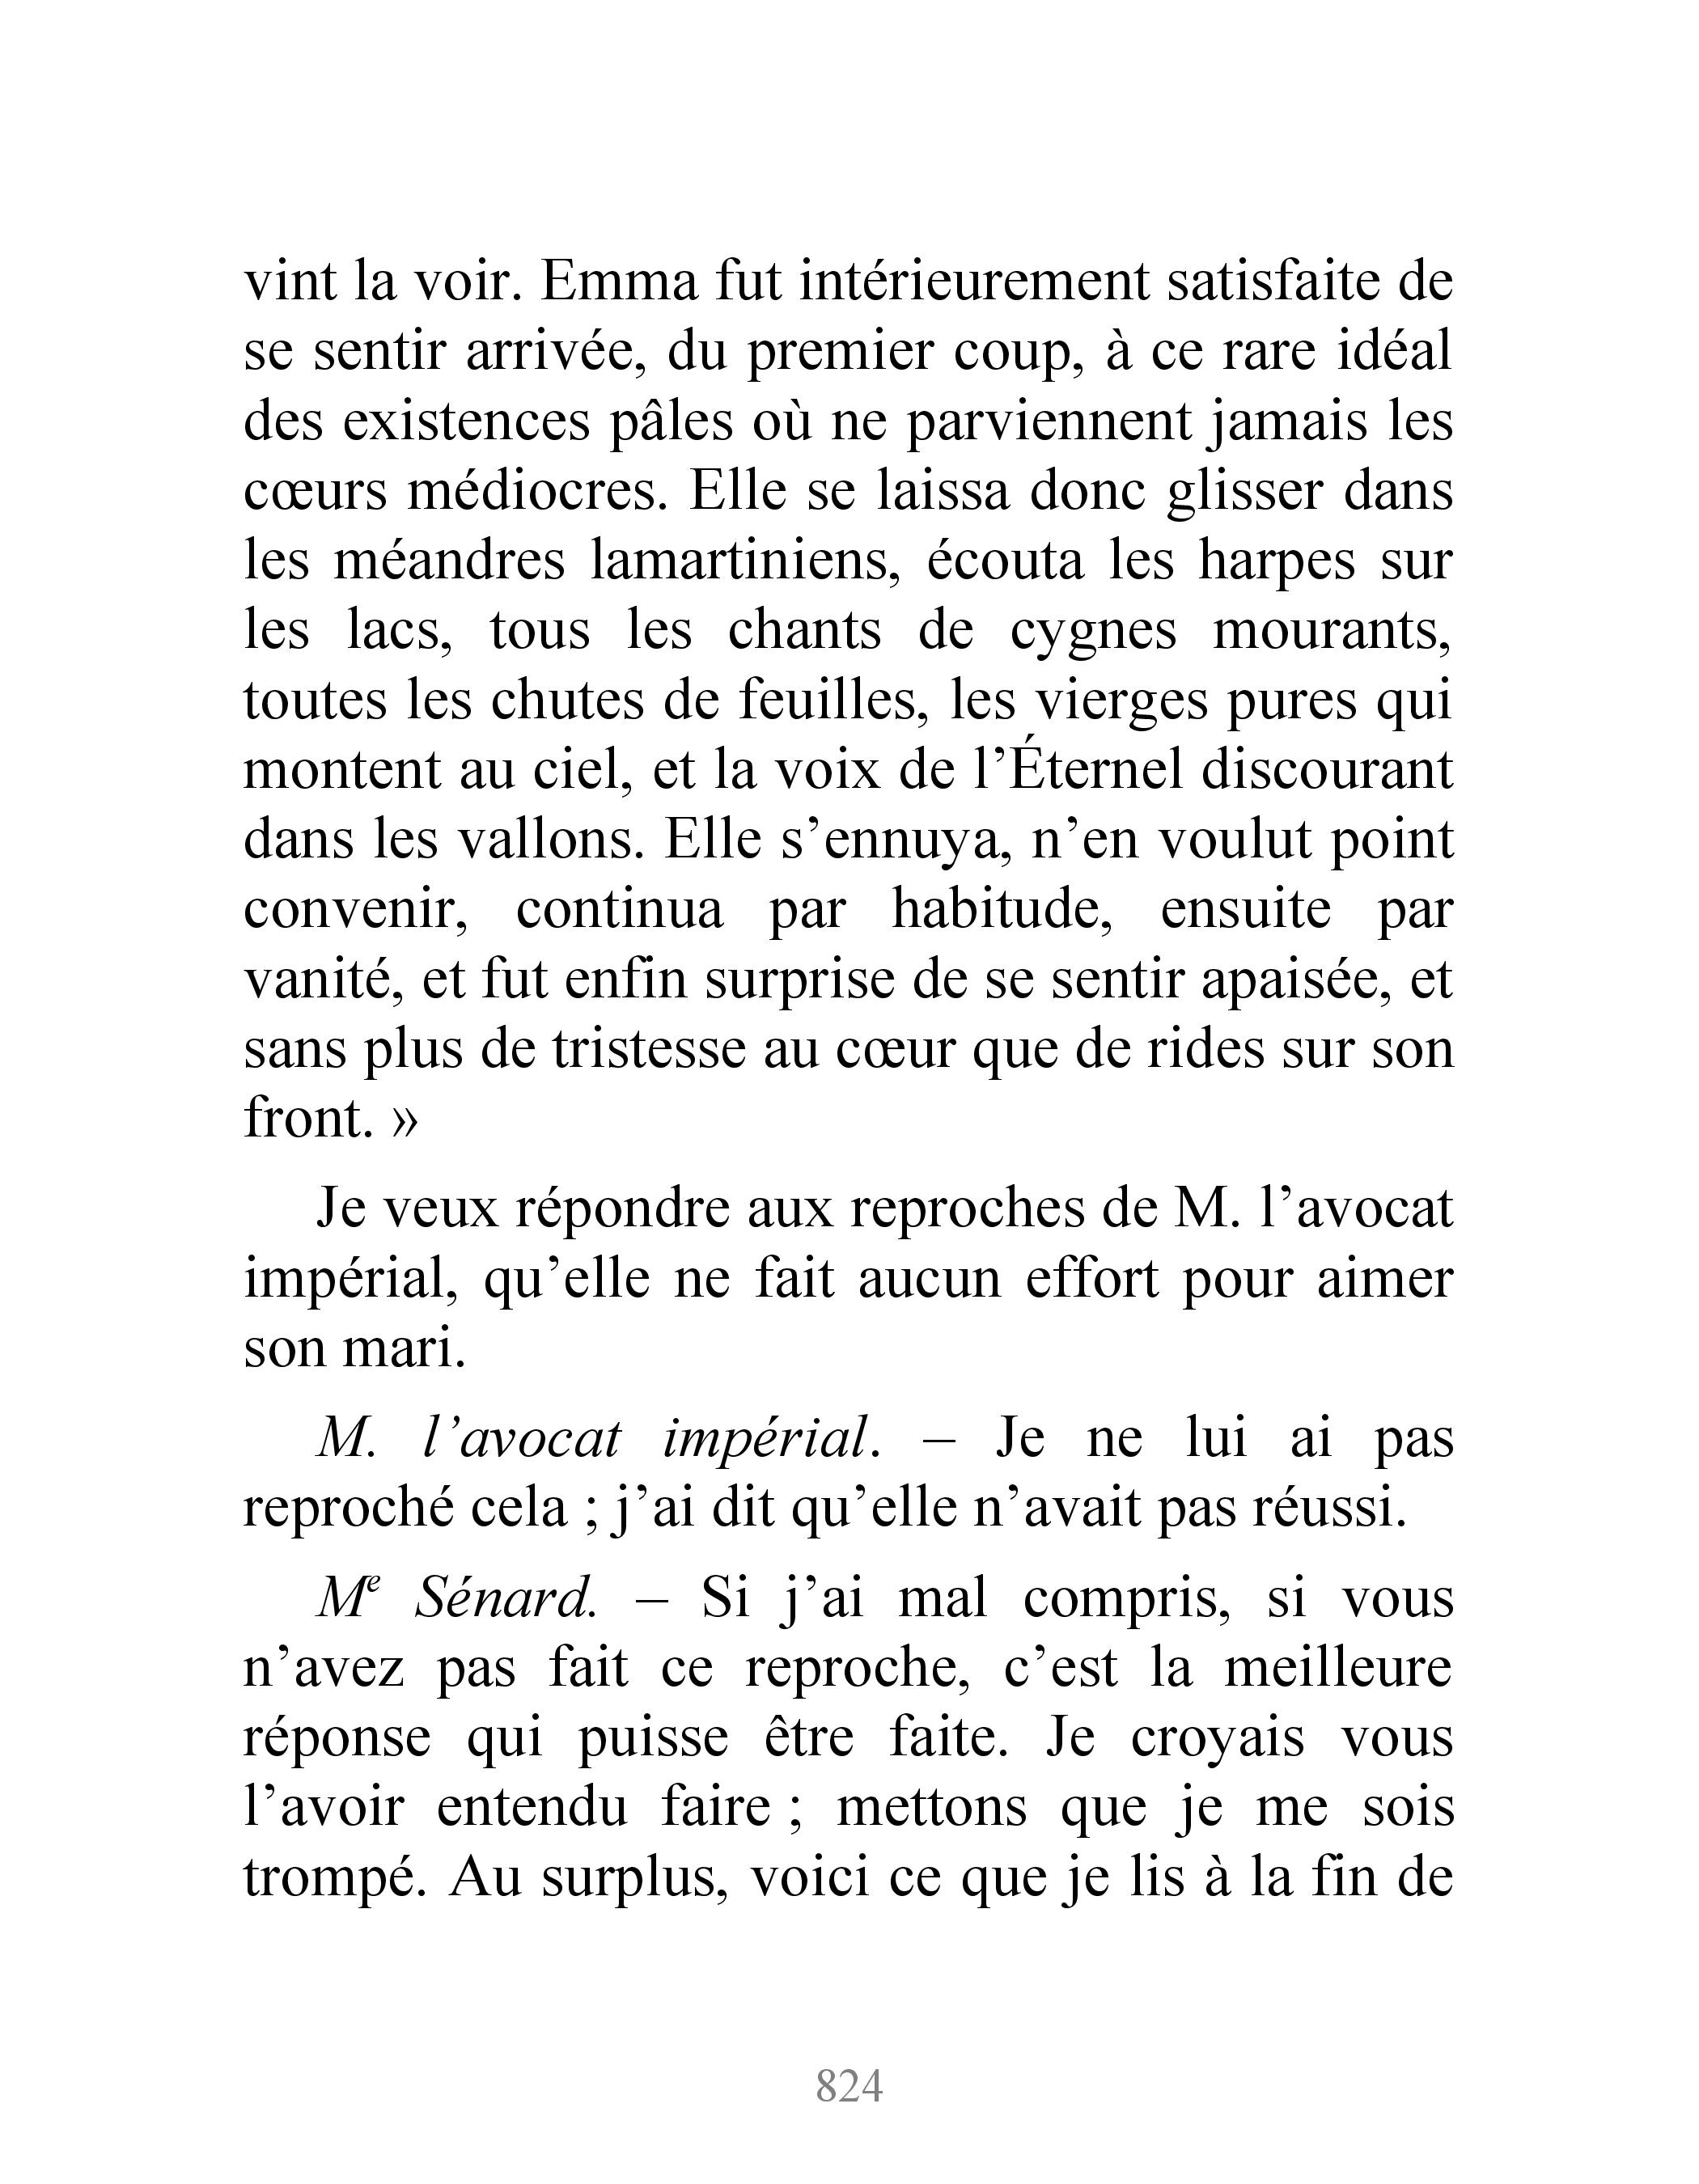 vint la voir. Emma fut intérieurement satisfaite de
se sentir arrivée, du premier coup, à ce rare idéal
des existences pâles où ne parviennent jamais les
cœurs médiocres. Elle se laissa donc glisser dans
les méandres lamartiniens, écouta les harpes sur
les lacs, tous les chants de cygnes mourants,
toutes les chutes de feuilles, les vierges pures qui
montent au ciel, et la voix de l’Éternel discourant
dans les vallons. Elle s’ennuya, n’en voulut point
convenir, continua par habitude, ensuite par
vanité, et fut enfin surprise de se sentir apaisée, et
sans plus de tristesse au cœur que de rides sur son
front. »
Je veux répondre aux reproches de M. l’avocat
impérial, qu’elle ne fait aucun effort pour aimer
son mari.
M. l’avocat impérial. – Je ne lui ai pas
reproché cela ; j’ai dit qu’elle n’avait pas réussi.
Me Sénard. – Si j’ai mal compris, si vous
n’avez pas fait ce reproche, c’est la meilleure
réponse qui puisse être faite. Je croyais vous
l’avoir entendu faire ; mettons que je me sois
trompé. Au surplus, voici ce que je lis à la fin de
824